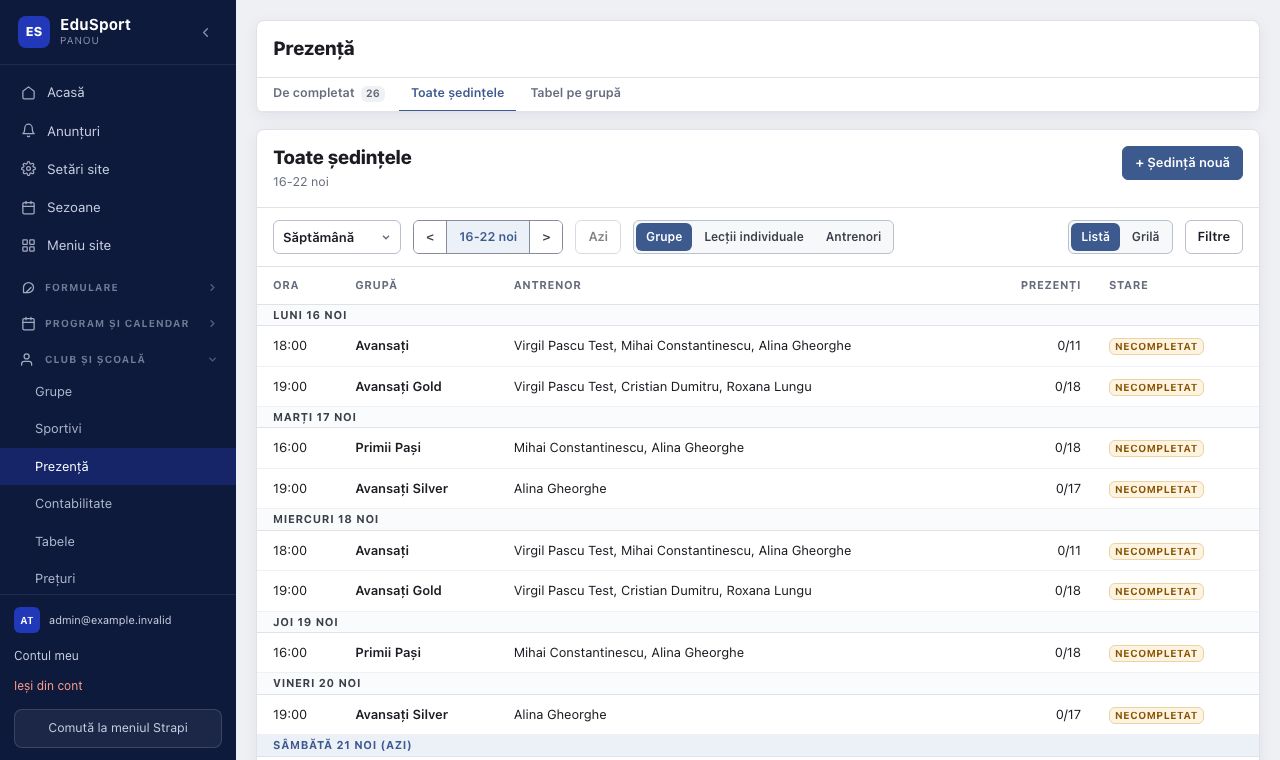 ES
EduSport
PANOU
Acasă
Anunțuri
Setări site
Sezoane
Meniu site
FORMULARE
PROGRAM ȘI CALENDAR
CLUB ȘI ȘCOALĂ
Grupe
Sportivi
Prezență
Contabilitate
Tabele
Prețuri
AT admin@example.invalid
Contul meu
Ieși din cont
Comută la meniul Strapi
Prezență
De completat 26 Toate ședințele Tabel pe grupă
Toate ședințele
16-22 noi
+ Ședință nouă
Săptămână < 16-22 noi > Azi Grupe Lecții individuale Antrenori Listă Grilă Filtre
ORA GRUPĂ ANTRENOR PREZENȚI STARE
LUNI 16 NOI
18:00 Avansați Virgil Pascu Test, Mihai Constantinescu, Alina Gheorghe 0/11 NECOMPLETAT
19:00 Avansați Gold Virgil Pascu Test, Cristian Dumitru, Roxana Lungu 0/18 NECOMPLETAT
MARȚI 17 NOI
16:00 Primii Pași Mihai Constantinescu, Alina Gheorghe 0/18 NECOMPLETAT
19:00 Avansați Silver Alina Gheorghe 0/17 NECOMPLETAT
MIERCURI 18 NOI
18:00 Avansați Virgil Pascu Test, Mihai Constantinescu, Alina Gheorghe 0/11 NECOMPLETAT
19:00 Avansați Gold Virgil Pascu Test, Cristian Dumitru, Roxana Lungu 0/18 NECOMPLETAT
JOI 19 NOI
16:00 Primii Pași Mihai Constantinescu, Alina Gheorghe 0/18 NECOMPLETAT
VINERI 20 NOI
19:00 Avansați Silver Alina Gheorghe 0/17 NECOMPLETAT
SÂMBĂTĂ 21 NOI (AZI)